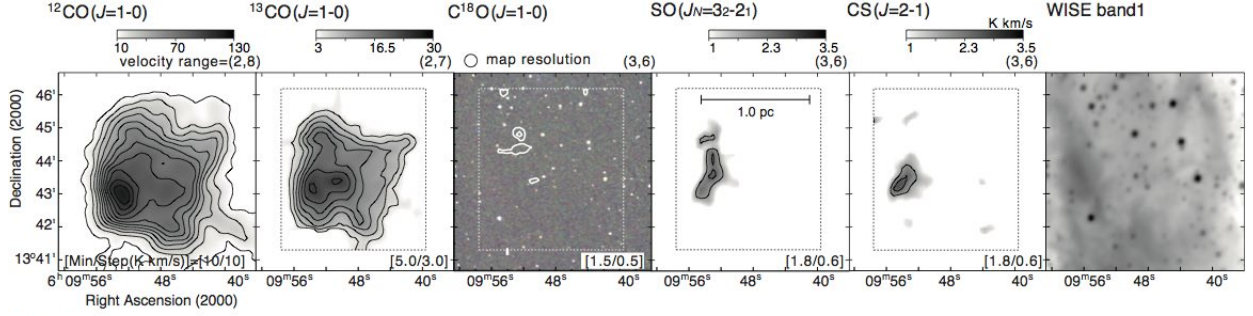 ¹²CO(J=1-0)
¹³CO(J=1-0)
C¹⁸O(J=1-0)
SO(J_N=3₂-2₁)
CS(J=2-1)
WISE band1
K km/s
10 70 130
3 16.5 30
1 2.3 3.5
1 2.3 3.5
velocity range=(2,8)
(2,7)
map resolution
(3,6)
(3,6)
(3,6)
46'
45'
44'
43'
42'
13°41'
Declination (2000)
1.0 pc
[Min/Step(K km/s)]=[10/10]
[5.0/3.0]
[1.5/0.5]
[1.8/0.6]
[1.8/0.6]
6ʰ 09ᵐ56ˢ 48ˢ 40ˢ
09ᵐ56ˢ 48ˢ 40ˢ
09ᵐ56ˢ 48ˢ 40ˢ
09ᵐ56ˢ 48ˢ 40ˢ
09ᵐ56ˢ 48ˢ 40ˢ
09ᵐ56ˢ 48ˢ 40ˢ
Right Ascension (2000)